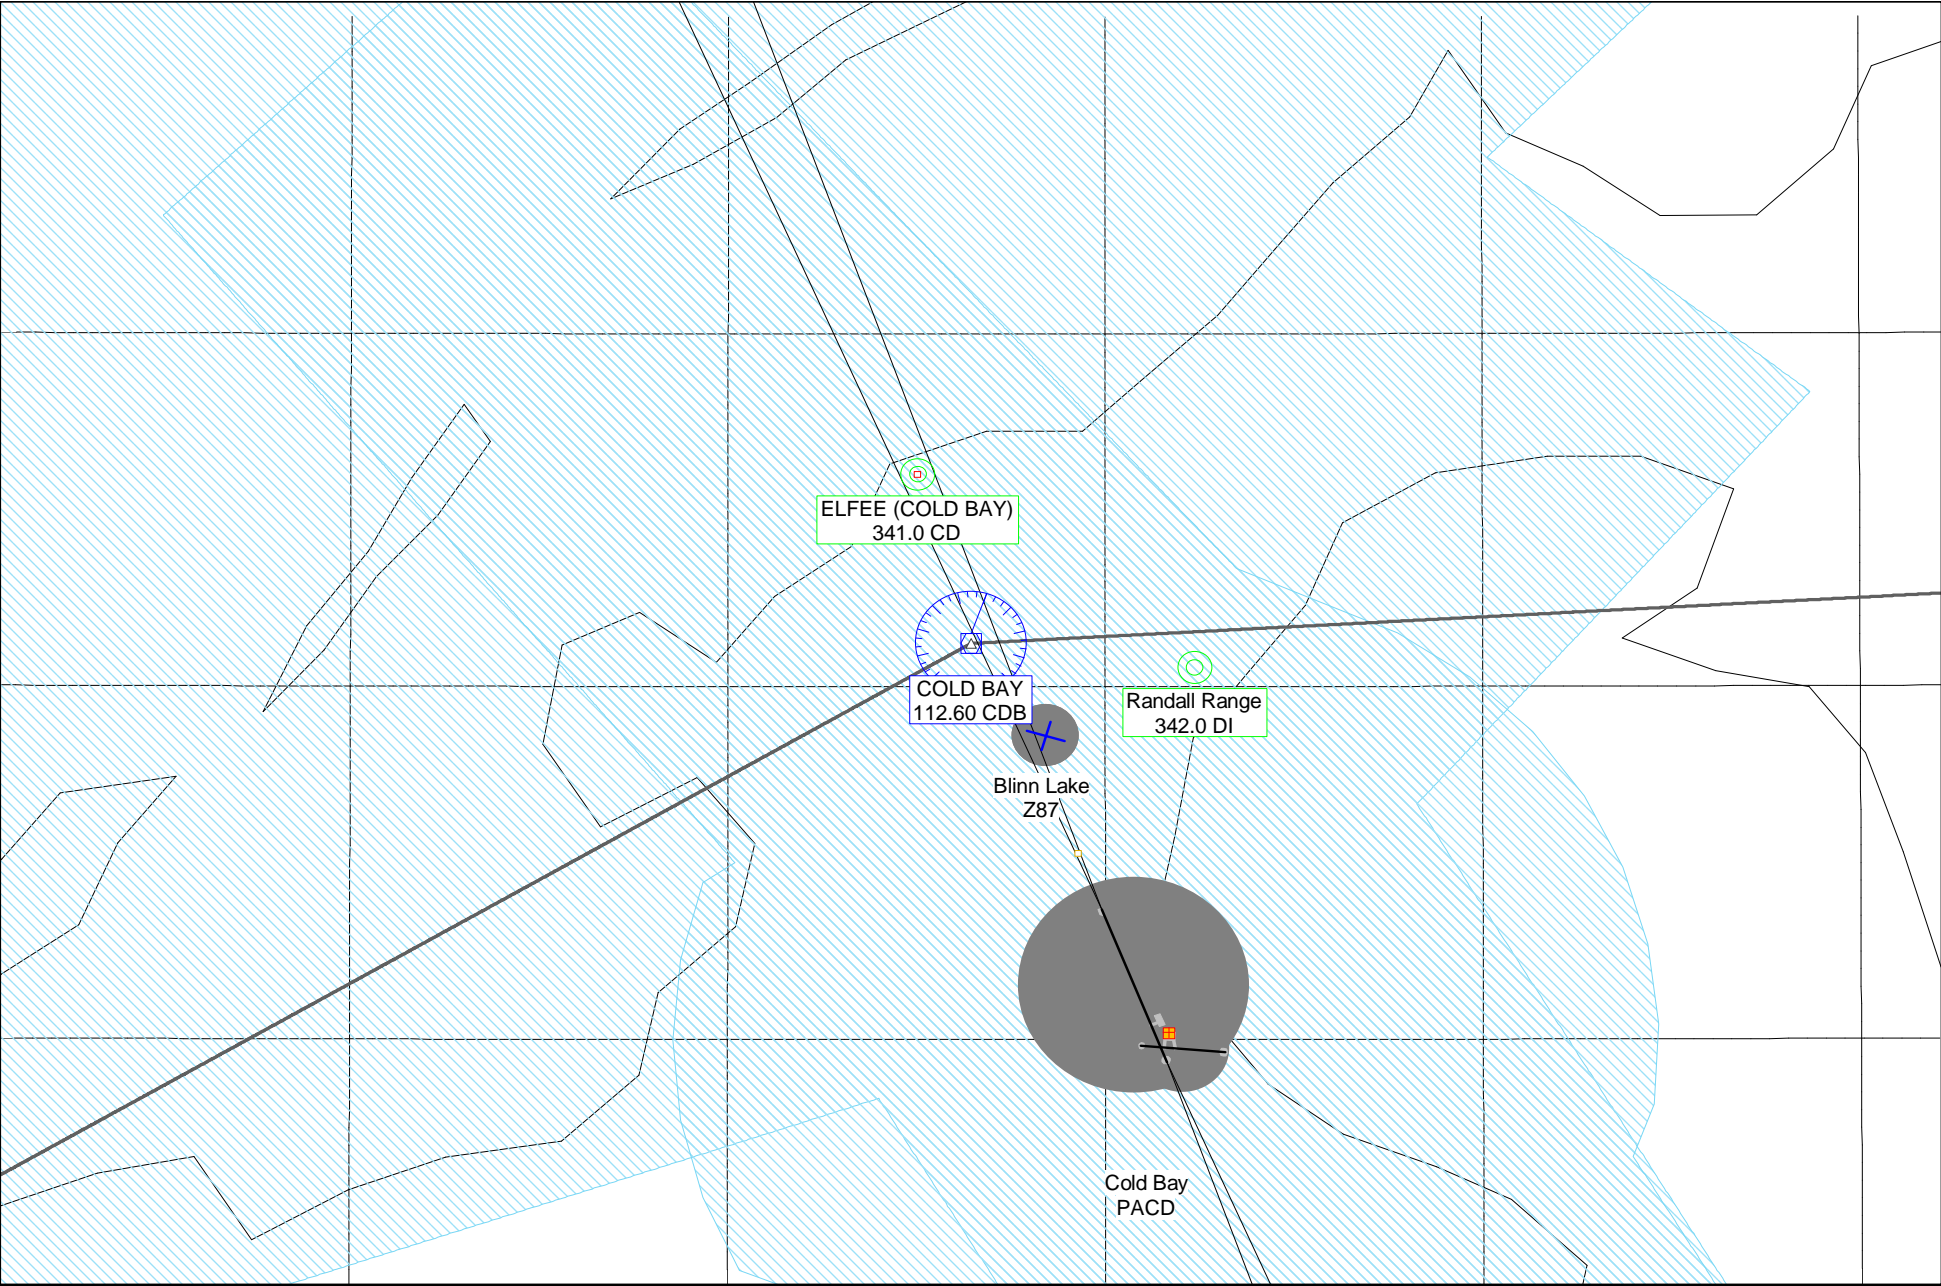 ELFEE (COLD BAY)
341.0 CD
COLD BAY
112.60 CDB
Randall Range
342.0 DI
Blinn Lake
Z87
Cold Bay
PACD